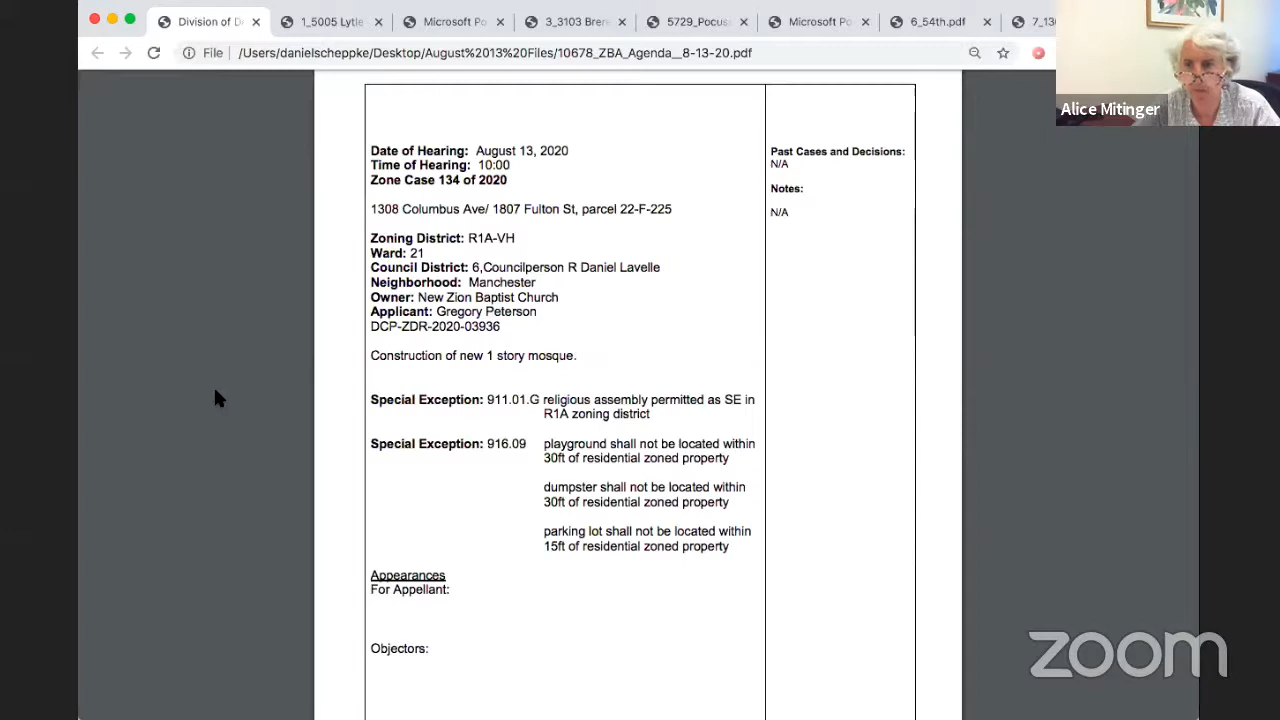 Division of D
1_5005 Lytle
Microsoft Po
3_3103 Brere
5729_Pocus
Microsoft Po
6_54th.pdf
File
/Users/danielscheppke/Desktop/August%2013%20Files/10678_ZBA_Agenda__8-13-20.pdf
Alice Mitinger
Date of Hearing: August 13, 2020
Time of Hearing: 10:00
Zone Case 134 of 2020
1308 Columbus Ave/ 1807 Fulton St, parcel 22-F-225
Zoning District: R1A-VH
Ward: 21
Council District: 6,Councilperson R Daniel Lavelle
Neighborhood: Manchester
Owner: New Zion Baptist Church
Applicant: Gregory Peterson
DCP-ZDR-2020-03936
Construction of new 1 story mosque.
Special Exception: 911.01.G religious assembly permitted as SE in
R1A zoning district
Special Exception: 916.09 playground shall not be located within
30ft of residential zoned property
dumpster shall not be located within
30ft of residential zoned property
parking lot shall not be located within
15ft of residential zoned property
Appearances
For Appellant:
Objectors:
Past Cases and Decisions:
N/A
Notes:
N/A
zoom